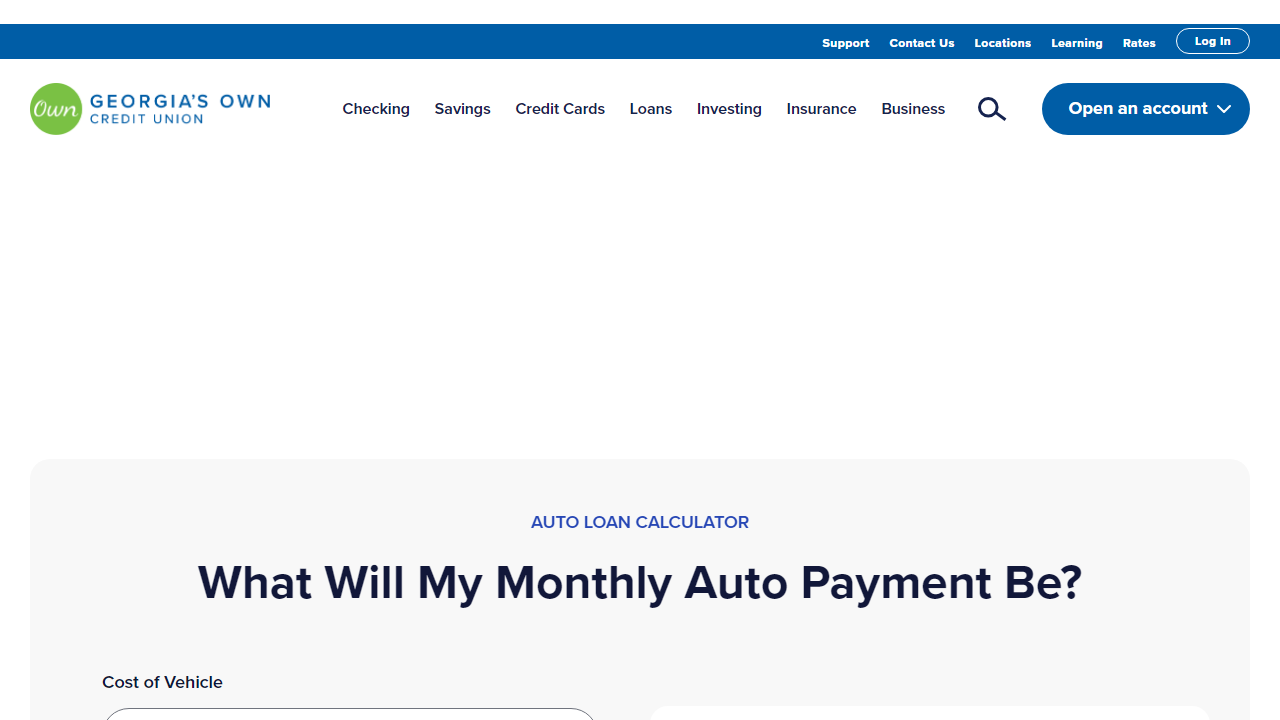 Support Contact Us Locations Learning Rates Log In
Own GEORGIA'S OWN
CREDIT UNION
Checking Savings Credit Cards Loans Investing Insurance Business Open an account
AUTO LOAN CALCULATOR
What Will My Monthly Auto Payment Be?
Cost of Vehicle